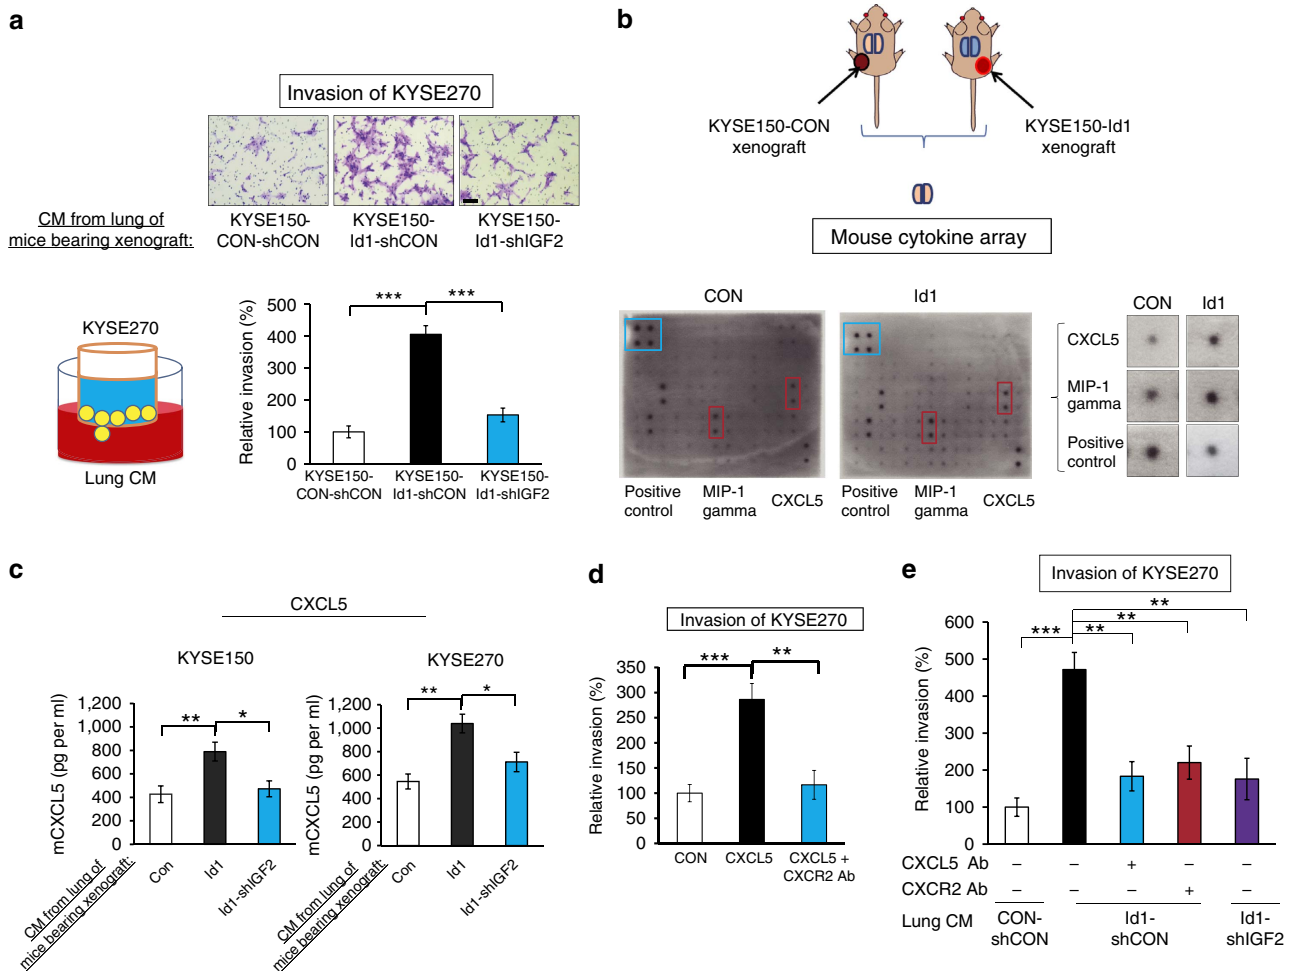 a
Invasion of KYSE270
CM from lung of
mice bearing xenograft:
KYSE150-
CON-shCON
KYSE150-
Id1-shCON
KYSE150-
Id1-shIGF2
KYSE270
Lung CM
Relative invasion (%)
500
400
300
200
100
0
***
***
KYSE150-
CON-shCON
KYSE150-
Id1-shCON
KYSE150-
Id1-shIGF2
b
KYSE150-CON
xenograft
KYSE150-Id1
xenograft
Mouse cytokine array
CON
Id1
Positive
control
MIP-1
gamma
CXCL5
Positive
control
MIP-1
gamma
CXCL5
CON
Id1
CXCL5
MIP-1
gamma
Positive
control
c
CXCL5
KYSE150
mCXCL5 (pg per ml)
1,200
1,000
800
600
400
200
0
**
*
Con
Id1
Id1-shIGF2
CM from lung of
mice bearing xenograft:
KYSE270
mCXCL5 (pg per ml)
1,200
1,000
800
600
400
200
0
**
*
Con
Id1
Id1-shIGF2
CM from lung of
mice bearing xenograft:
d
Invasion of KYSE270
Relative invasion (%)
350
300
250
200
150
100
50
0
***
**
CON
CXCL5
CXCL5 +
CXCR2 Ab
e
Invasion of KYSE270
Relative invasion (%)
600
500
400
300
200
100
0
***
**
**
**
CXCL5 Ab – – + – –
CXCR2 Ab – – – + –
Lung CM
CON-
shCON
Id1-
shCON
Id1-
shIGF2